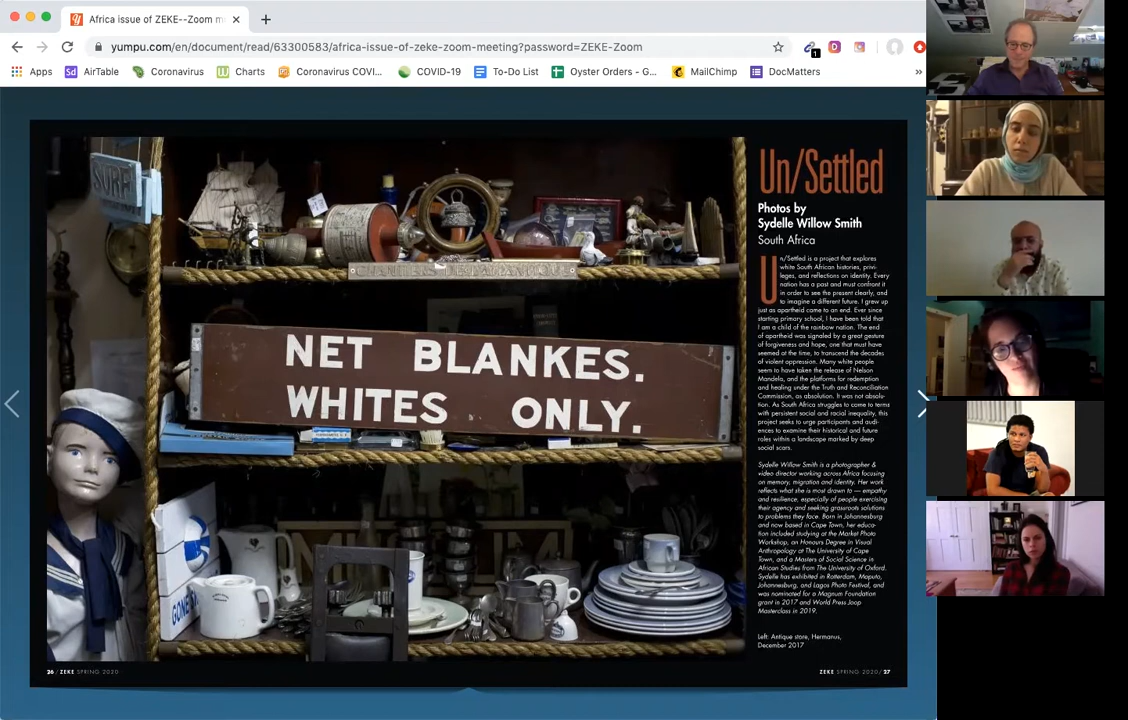 Africa issue of ZEKE--Zoom m
yumpu.com/en/document/read/63300583/africa-issue-of-zeke-zoom-meeting?password=ZEKE-Zoom
Apps AirTable Coronavirus Charts Coronavirus COVI... COVID-19 To-Do List Oyster Orders - G... MailChimp DocMatters »
SURF
NET BLANKES.
WHITES ONLY.
Un/Settled
Photos by
Sydelle Willow Smith
South Africa
Un/Settled is a project that explores
white South African histories, privi-
leges, and reflections on identity. Every
nation has a past and must confront it
in order to see the present clearly, and
to imagine a different future. I grew up
just as apartheid came to an end. Ever since
starting primary school, I have been told that
I am a child of the rainbow nation. The end
of apartheid was signaled by a great gesture
of forgiveness and hope, one that must have
seemed at the time, to transcend the decades
of violent oppression. Many white people
seem to have taken the release of Nelson
Mandela, and the platforms for redemption
and healing under the Truth and Reconciliation
Commission, as absolution. It was not absolu-
tion. As South Africa struggles to come to terms
with persistent social and racial inequality, this
project seeks to urge participants and audi-
ences to examine their historical and future
roles within a landscape marked by deep
social scars.
Sydelle Willow Smith is a photographer &
video director working across Africa focusing
on memory, migration and identity. Her work
reflects what she is most drawn to — empathy
and resilience, especially of people exercising
their agency and seeking grassroots solutions
to problems they face. Born in Johannesburg
and now based in Cape Town, her educa-
tion included studying at the Market Photo
Workshop, an Honours Degree in Visual
Anthropology at The University of Cape
Town, and a Masters of Social Science in
African Studies from The University of Oxford.
Sydelle has exhibited in Rotterdam, Maputo,
Johannesburg, and Lagos Photo Festival, and
was nominated for a Magnum Foundation
grant in 2017 and World Press Joop
Masterclass in 2019.
Left: Antique store, Hermanus,
December 2017
26 / ZEKE SPRING 2020
ZEKE SPRING 2020/ 27